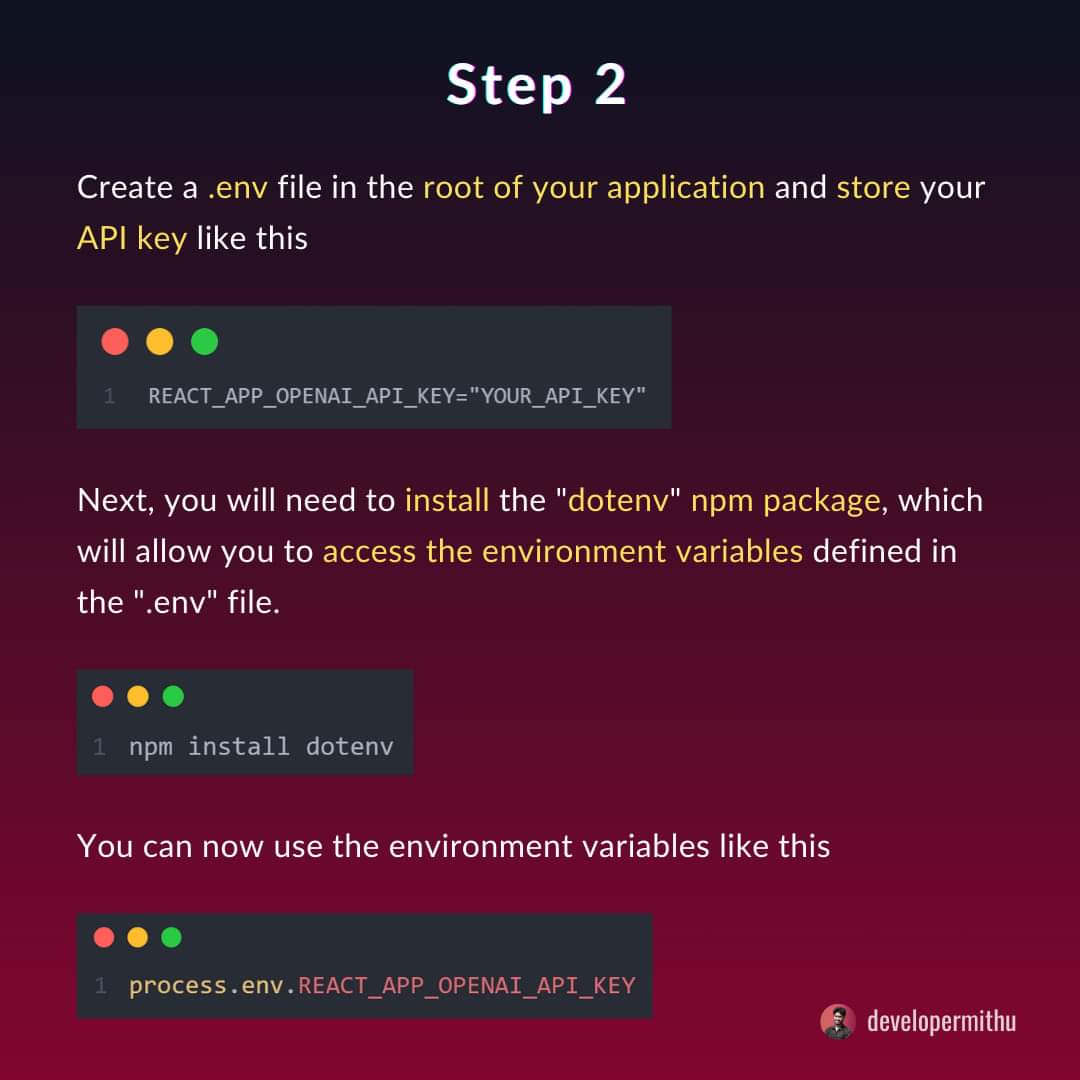 Step 2
Create a .env file in the root of your application and store your
API key like this
1 REACT_APP_OPENAI_API_KEY="YOUR_API_KEY"
Next, you will need to install the "dotenv" npm package, which
will allow you to access the environment variables defined in
the ".env" file.
1 npm install dotenv
You can now use the environment variables like this
1 process.env.REACT_APP_OPENAI_API_KEY
developermithu